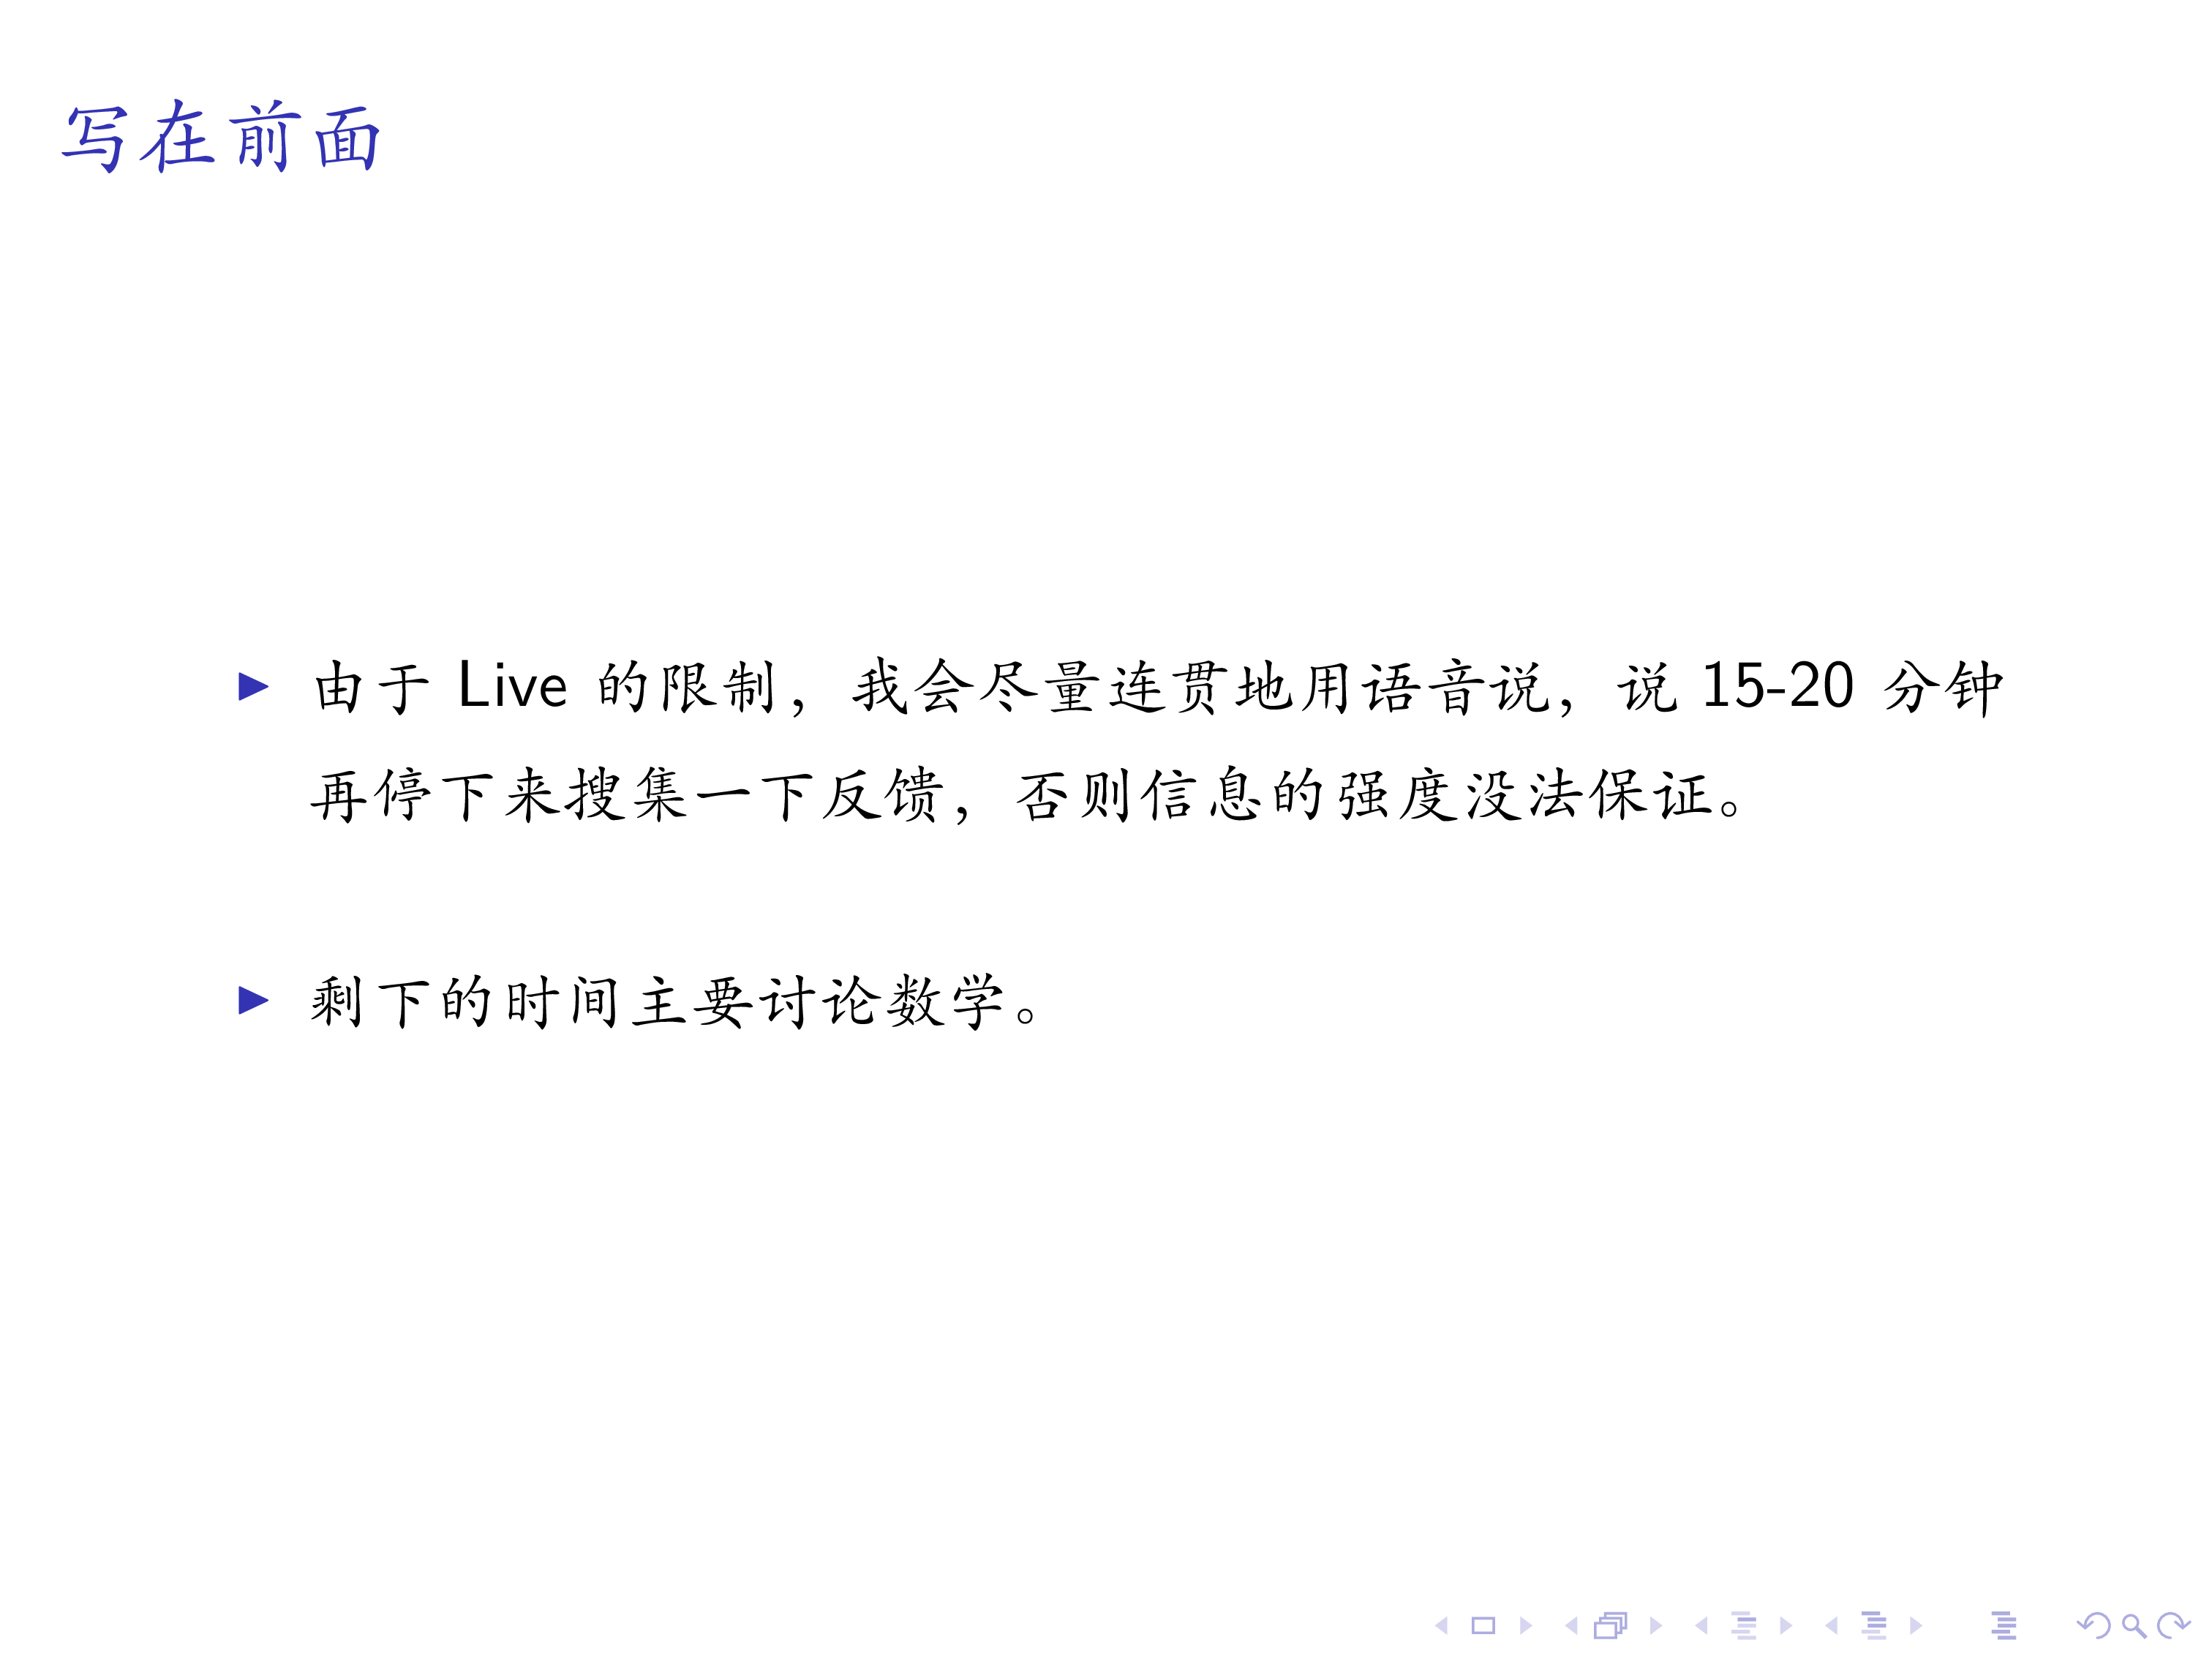 写在前面
由于 Live 的限制，我会尽量连贯地用语音说，说 15-20 分钟
再停下来搜集一下反馈，否则信息的强度没法保证。
剩下的时间主要讨论数学。